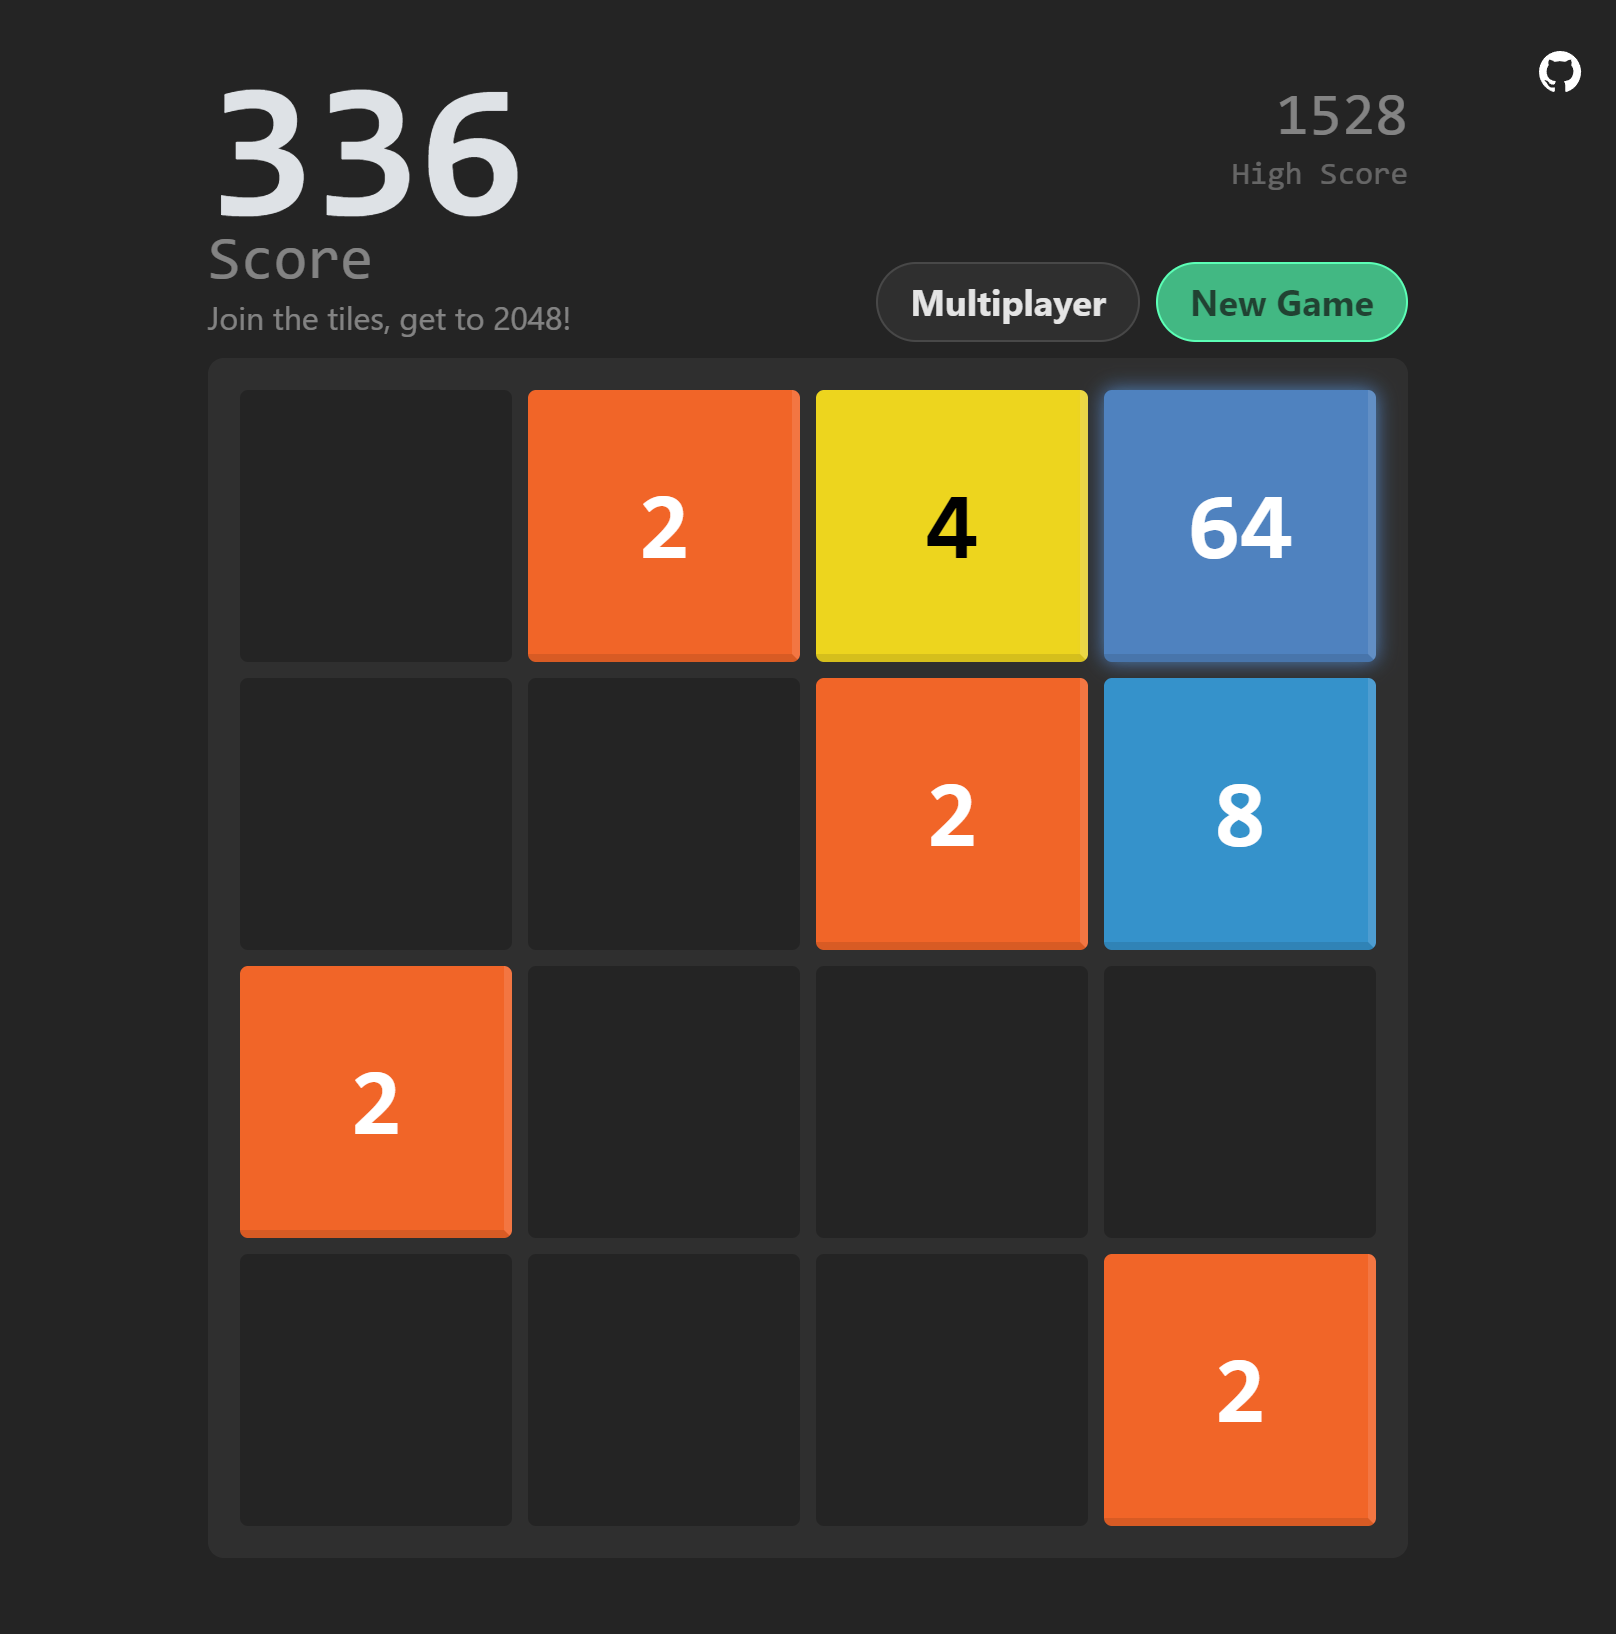 336
Score
Join the tiles, get to 2048!
1528
High Score
Multiplayer
New Game
2 4 64
2 8
2
2